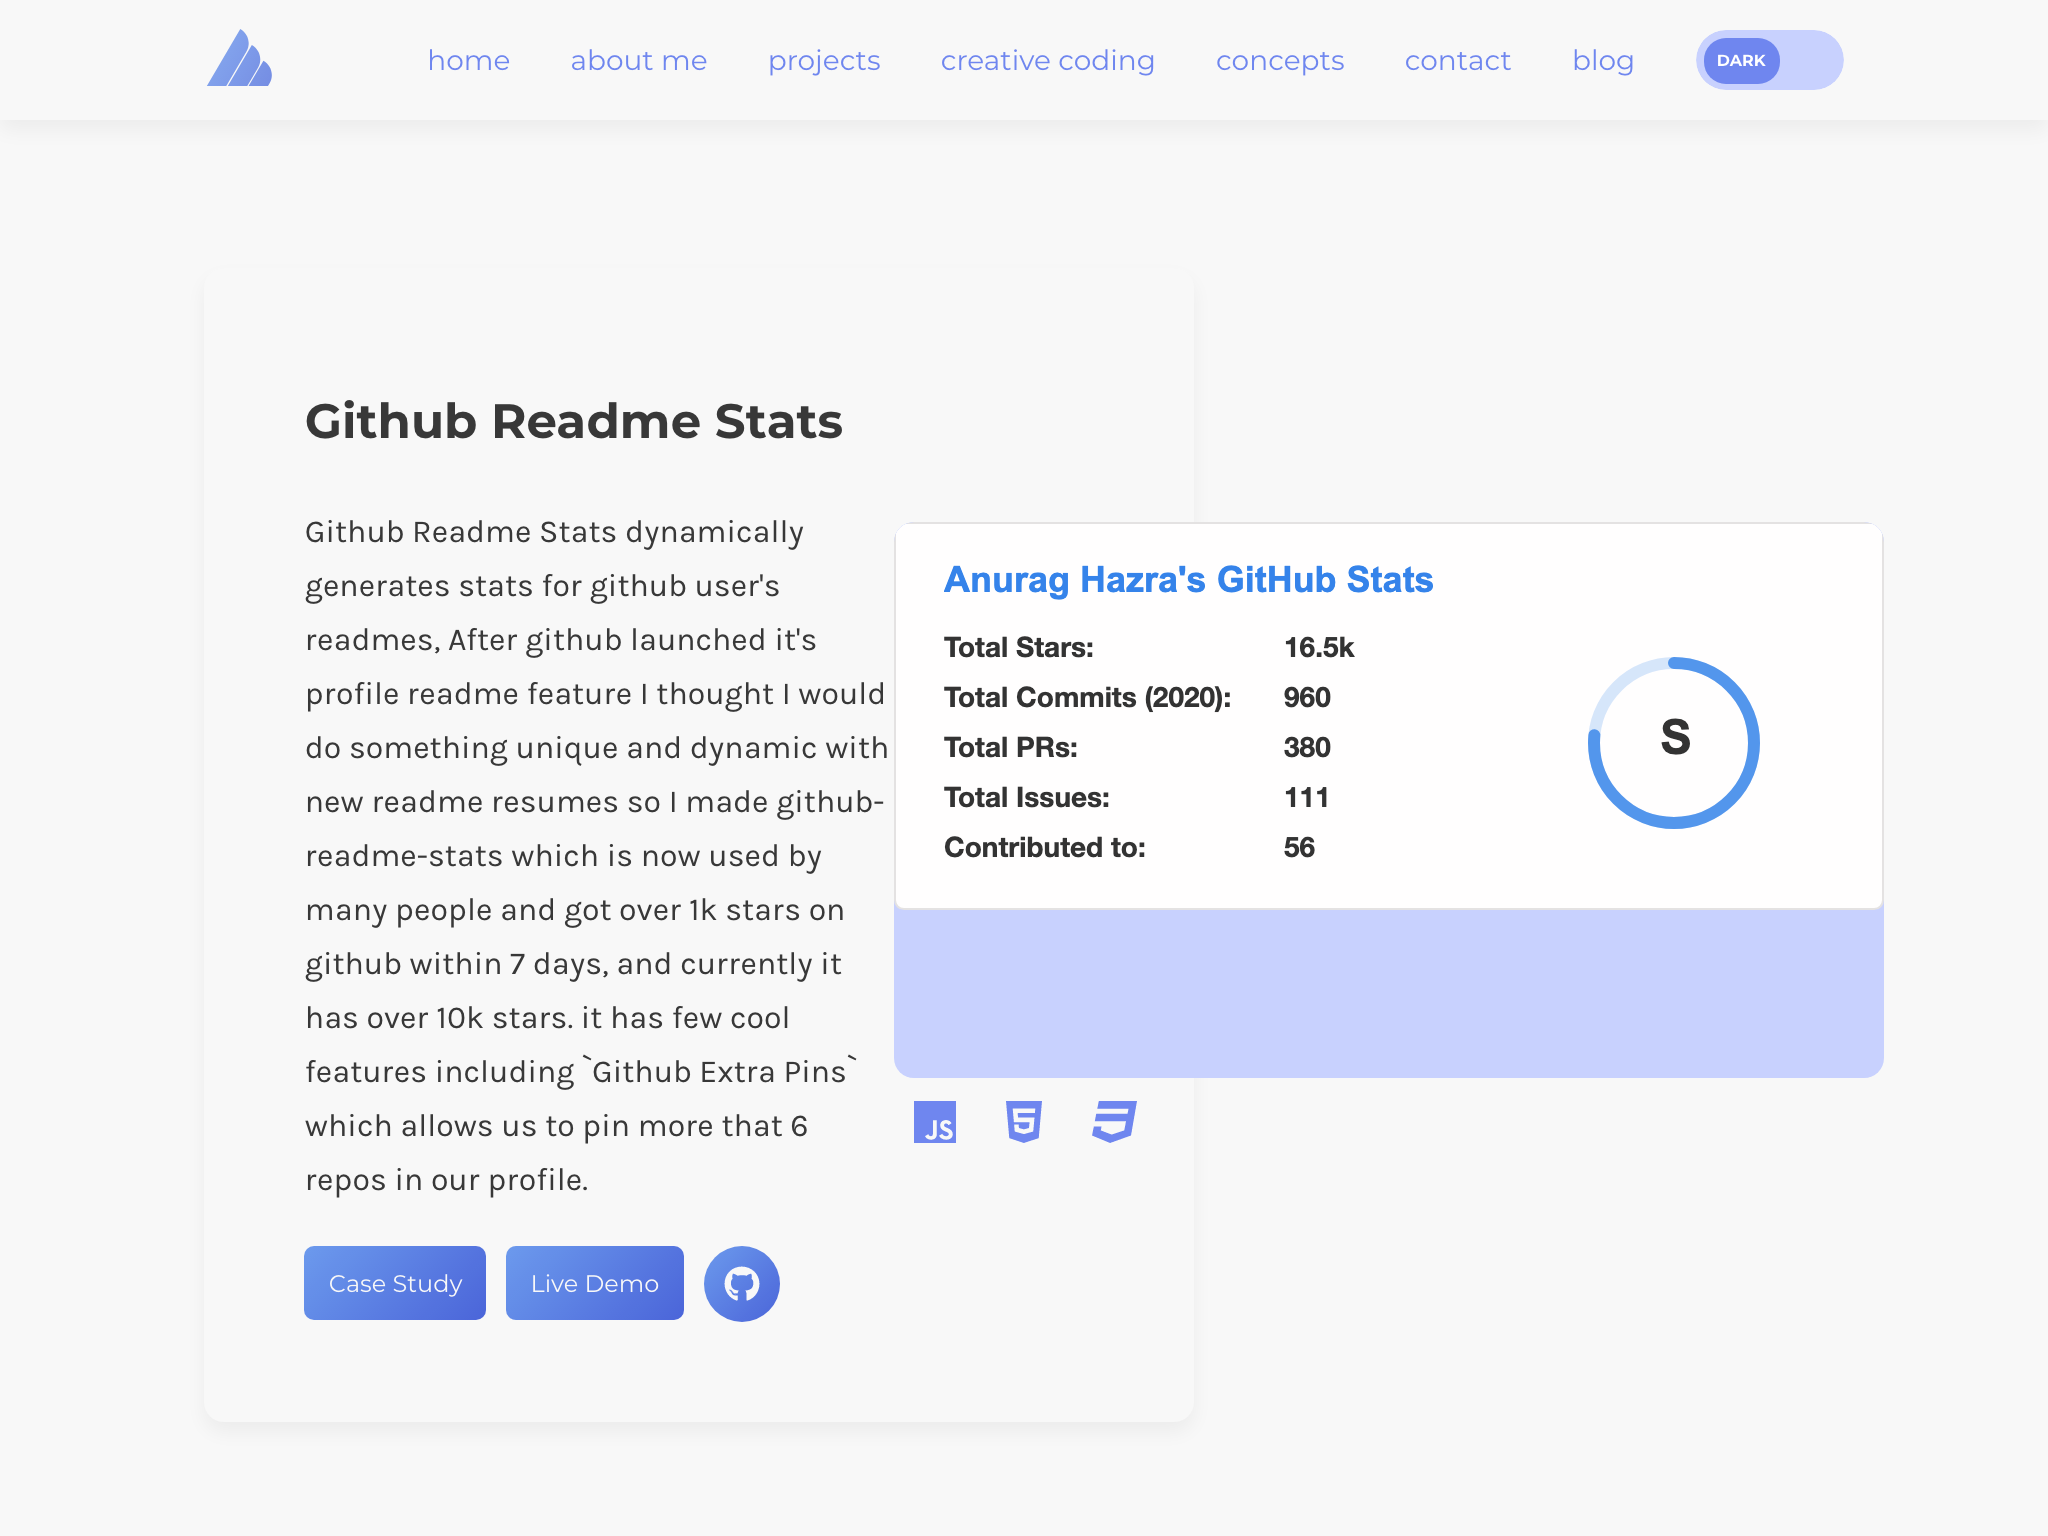 home about me projects creative coding concepts contact blog DARK
Github Readme Stats
Github Readme Stats dynamically
generates stats for github user's
readmes, After github launched it's
profile readme feature I thought I would
do something unique and dynamic with
new readme resumes so I made github-
readme-stats which is now used by
many people and got over 1k stars on
github within 7 days, and currently it
has over 10k stars. it has few cool
features including `Github Extra Pins`
which allows us to pin more that 6
repos in our profile.
Case Study Live Demo
Anurag Hazra's GitHub Stats
Total Stars: 16.5k
Total Commits (2020): 960
Total PRs: 380
Total Issues: 111
Contributed to: 56
S
JS 5